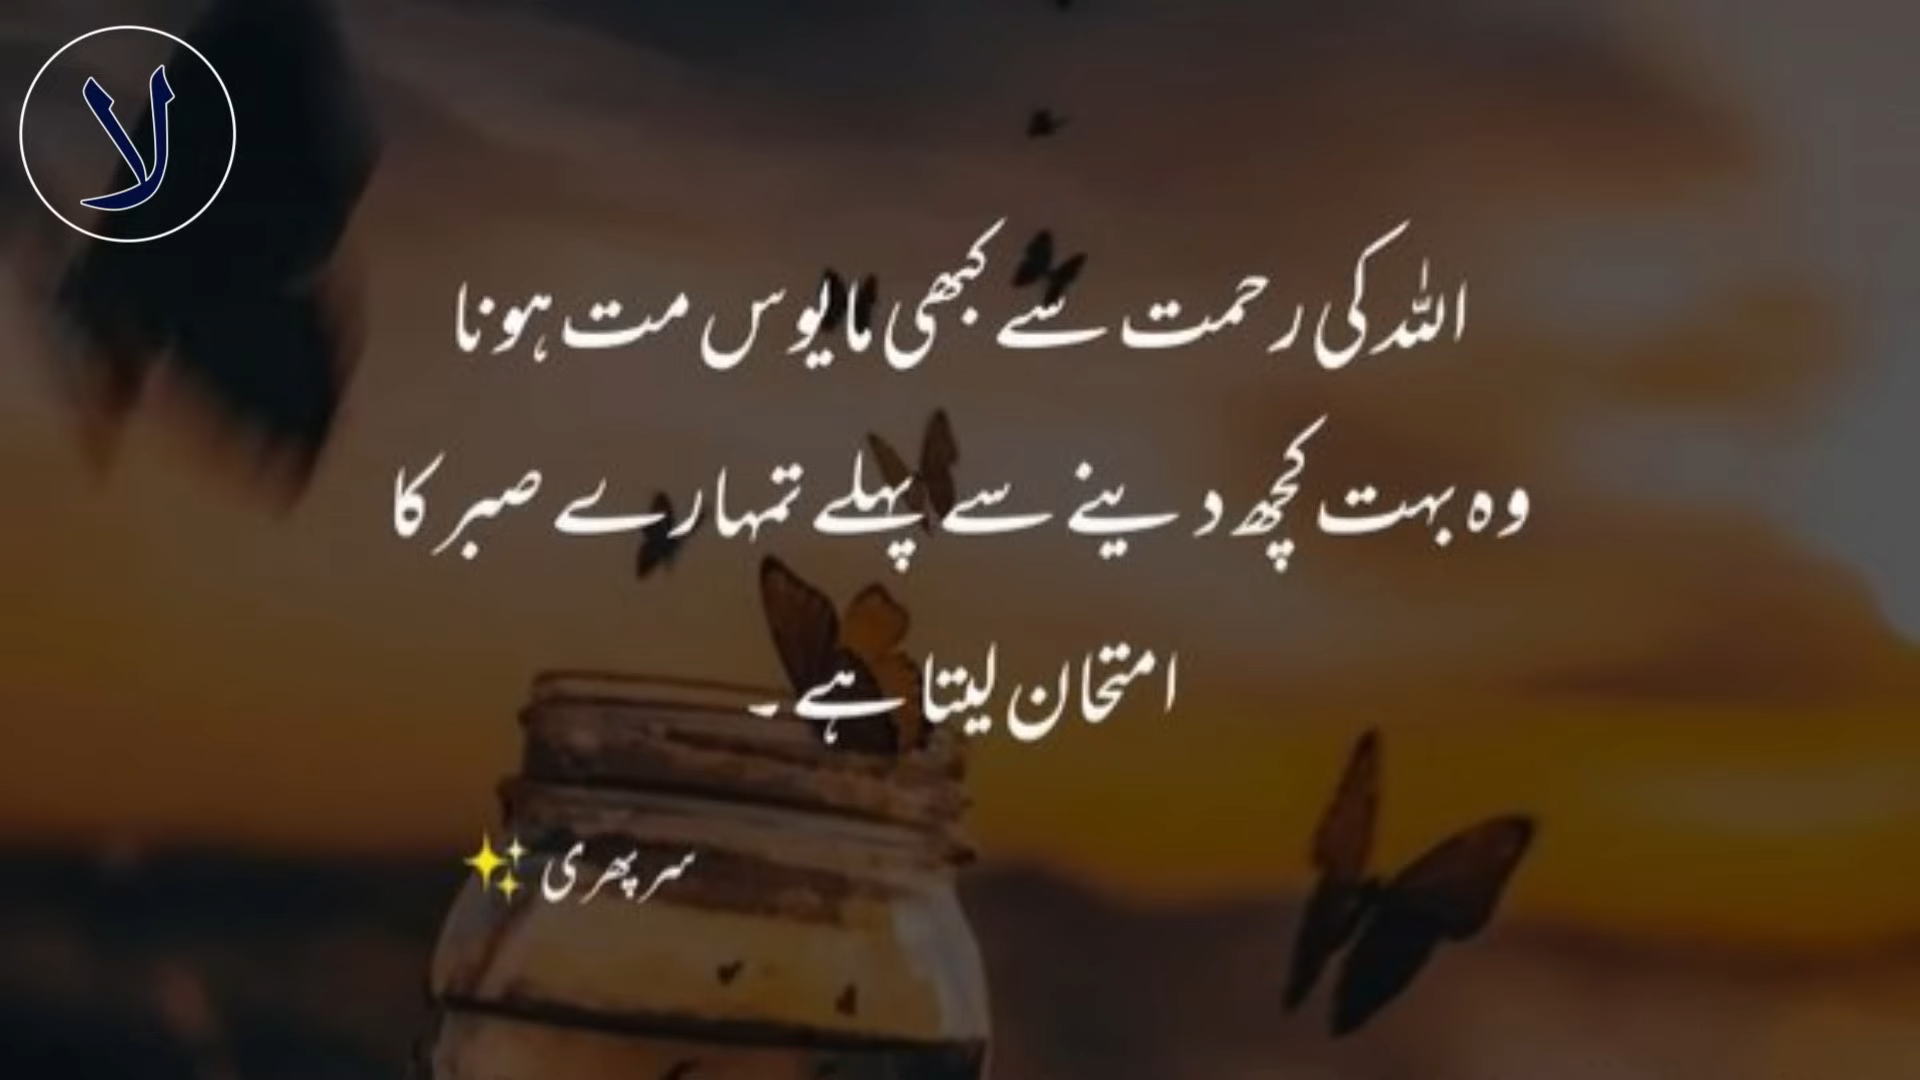 لا
اللہ کی رحمت سے کبھی مایوس مت ہونا
وہ بہت کچھ دینے سے پہلے تمہارے صبر کا
امتحان لیتا ہے ۔
سر پھری ✨